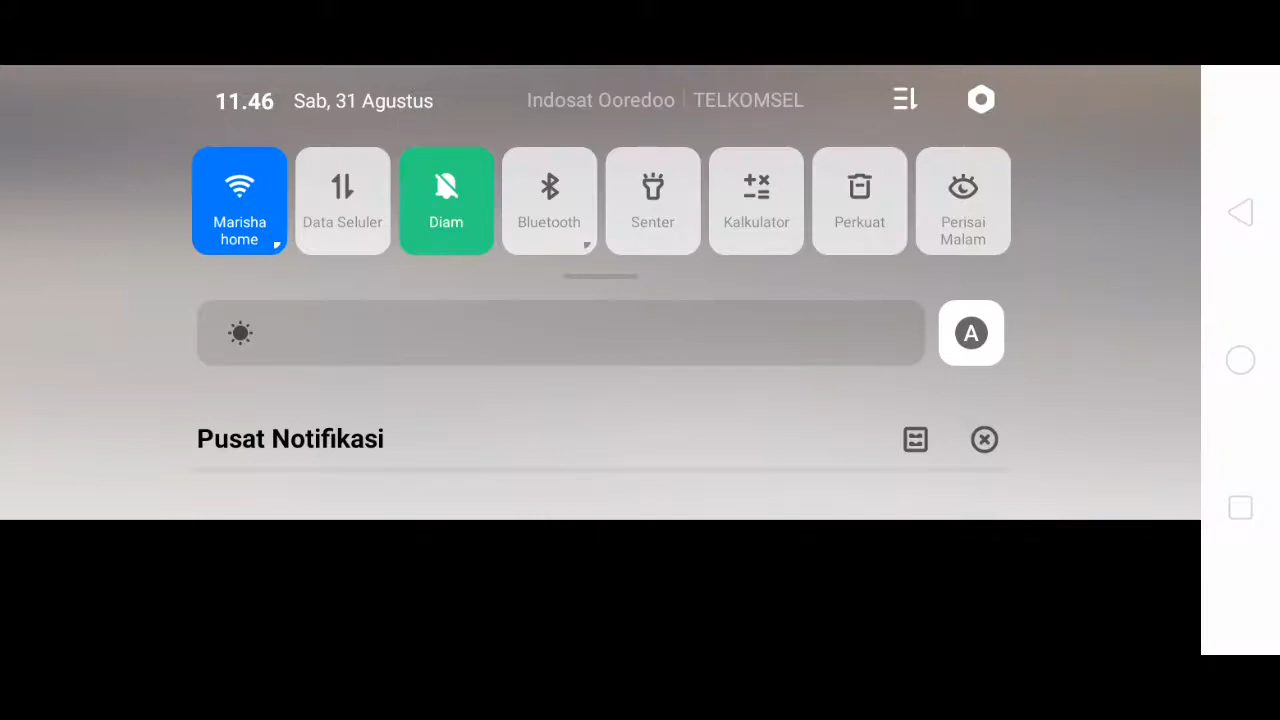 11.46 Sab, 31 Agustus Indosat Ooredoo | TELKOMSEL
Marisha home
Data Seluler
Diam
Bluetooth
Senter
Kalkulator
Perkuat
Perisai Malam
A
Pusat Notifikasi